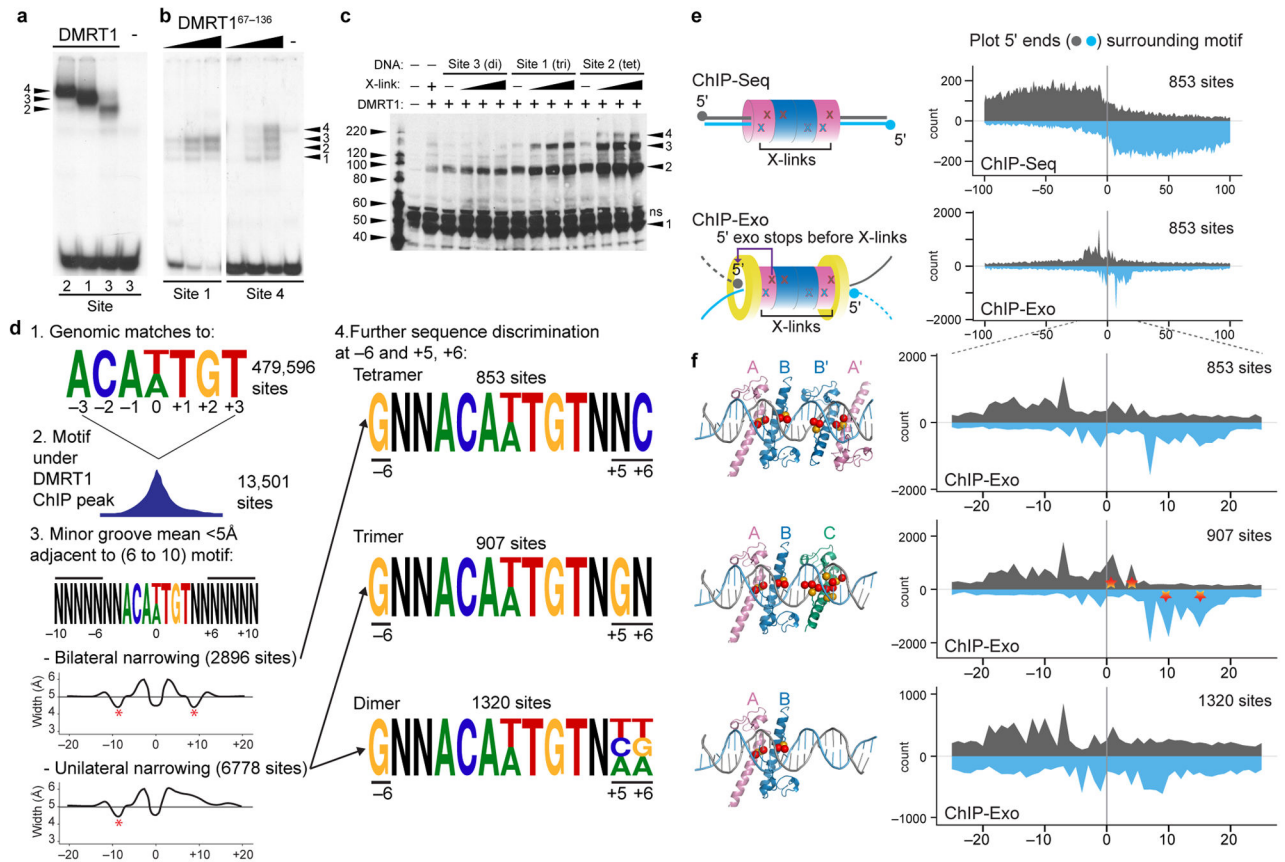 a
DMRT1 -
4
3
2
2 1 3 3
Site
b
DMRT1⁶⁷⁻¹³⁶
-
4
3
2
1
Site 1 Site 4
c
DNA: – – Site 3 (di) Site 1 (tri) Site 2 (tet)
X-link: – + – – –
DMRT1: – + + + + + + + + + + + + +
220
120
100
80
60
50
40
4
3
2
ns
1
d
1. Genomic matches to:
ACATTGT
A
–3 –2 –1 0 +1 +2 +3
479,596
sites
2. Motif
under
DMRT1
ChIP peak
13,501
sites
3. Minor groove mean <5Å
adjacent to (6 to 10) motif:
NNNNNNNACATTGTNNNNNNN
A
–10 –6 0 +6 +10
- Bilateral narrowing (2896 sites)
Width (Å)
6
5
4
3
* *
–20 –10 0 +10 +20
- Unilateral narrowing (6778 sites)
Width (Å)
6
5
4
3
*
–20 –10 0 +10 +20
4.Further sequence discrimination
at –6 and +5, +6:
Tetramer
853 sites
GNNACATTGTNNC
A
–6 +5 +6
Trimer
907 sites
GNNACATTGTNGN
A
–6 +5 +6
Dimer
1320 sites
GNNACATTGTNTT
A CG
AA
–6 +5 +6
e
Plot 5' ends ( ) surrounding motif
ChIP-Seq
5'
x x x x
x x x x
5'
X-links
ChIP-Exo
5' exo stops before X-links
5'
x x x x
x x x x
5'
X-links
853 sites
count
200
0
–200
ChIP-Seq
–100 –50 0 50 100
853 sites
count
2000
0
–2000
ChIP-Exo
–100 –50 0 50 100
f
A B B' A'
853 sites
count
2000
0
–2000
ChIP-Exo
–20 –10 0 10 20
A B C
907 sites
count
2000
0
–2000
ChIP-Exo
–20 –10 0 10 20
A B
1320 sites
count
1000
0
–1000
ChIP-Exo
–20 –10 0 10 20